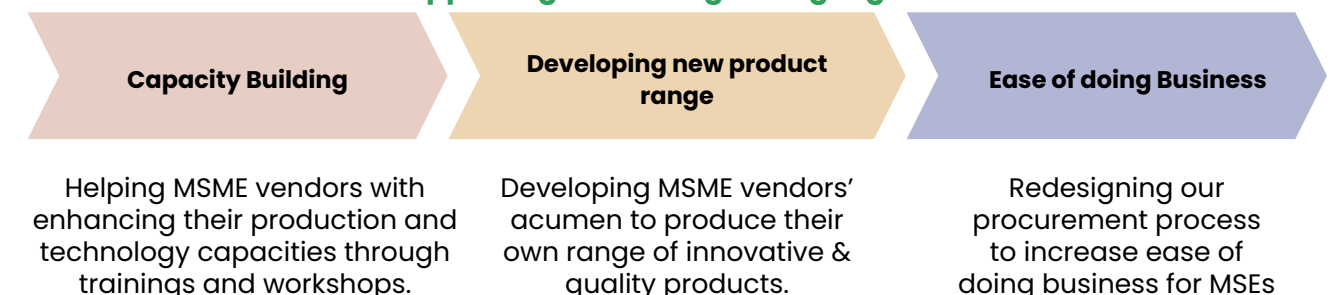 Capacity Building
Developing new product
range
Ease of doing Business
Helping MSME vendors with
enhancing their production and
technology capacities through
trainings and workshops.
Developing MSME vendors’
acumen to produce their
own range of innovative &
quality products.
Redesigning our
procurement process
to increase ease of
doing business for MSEs